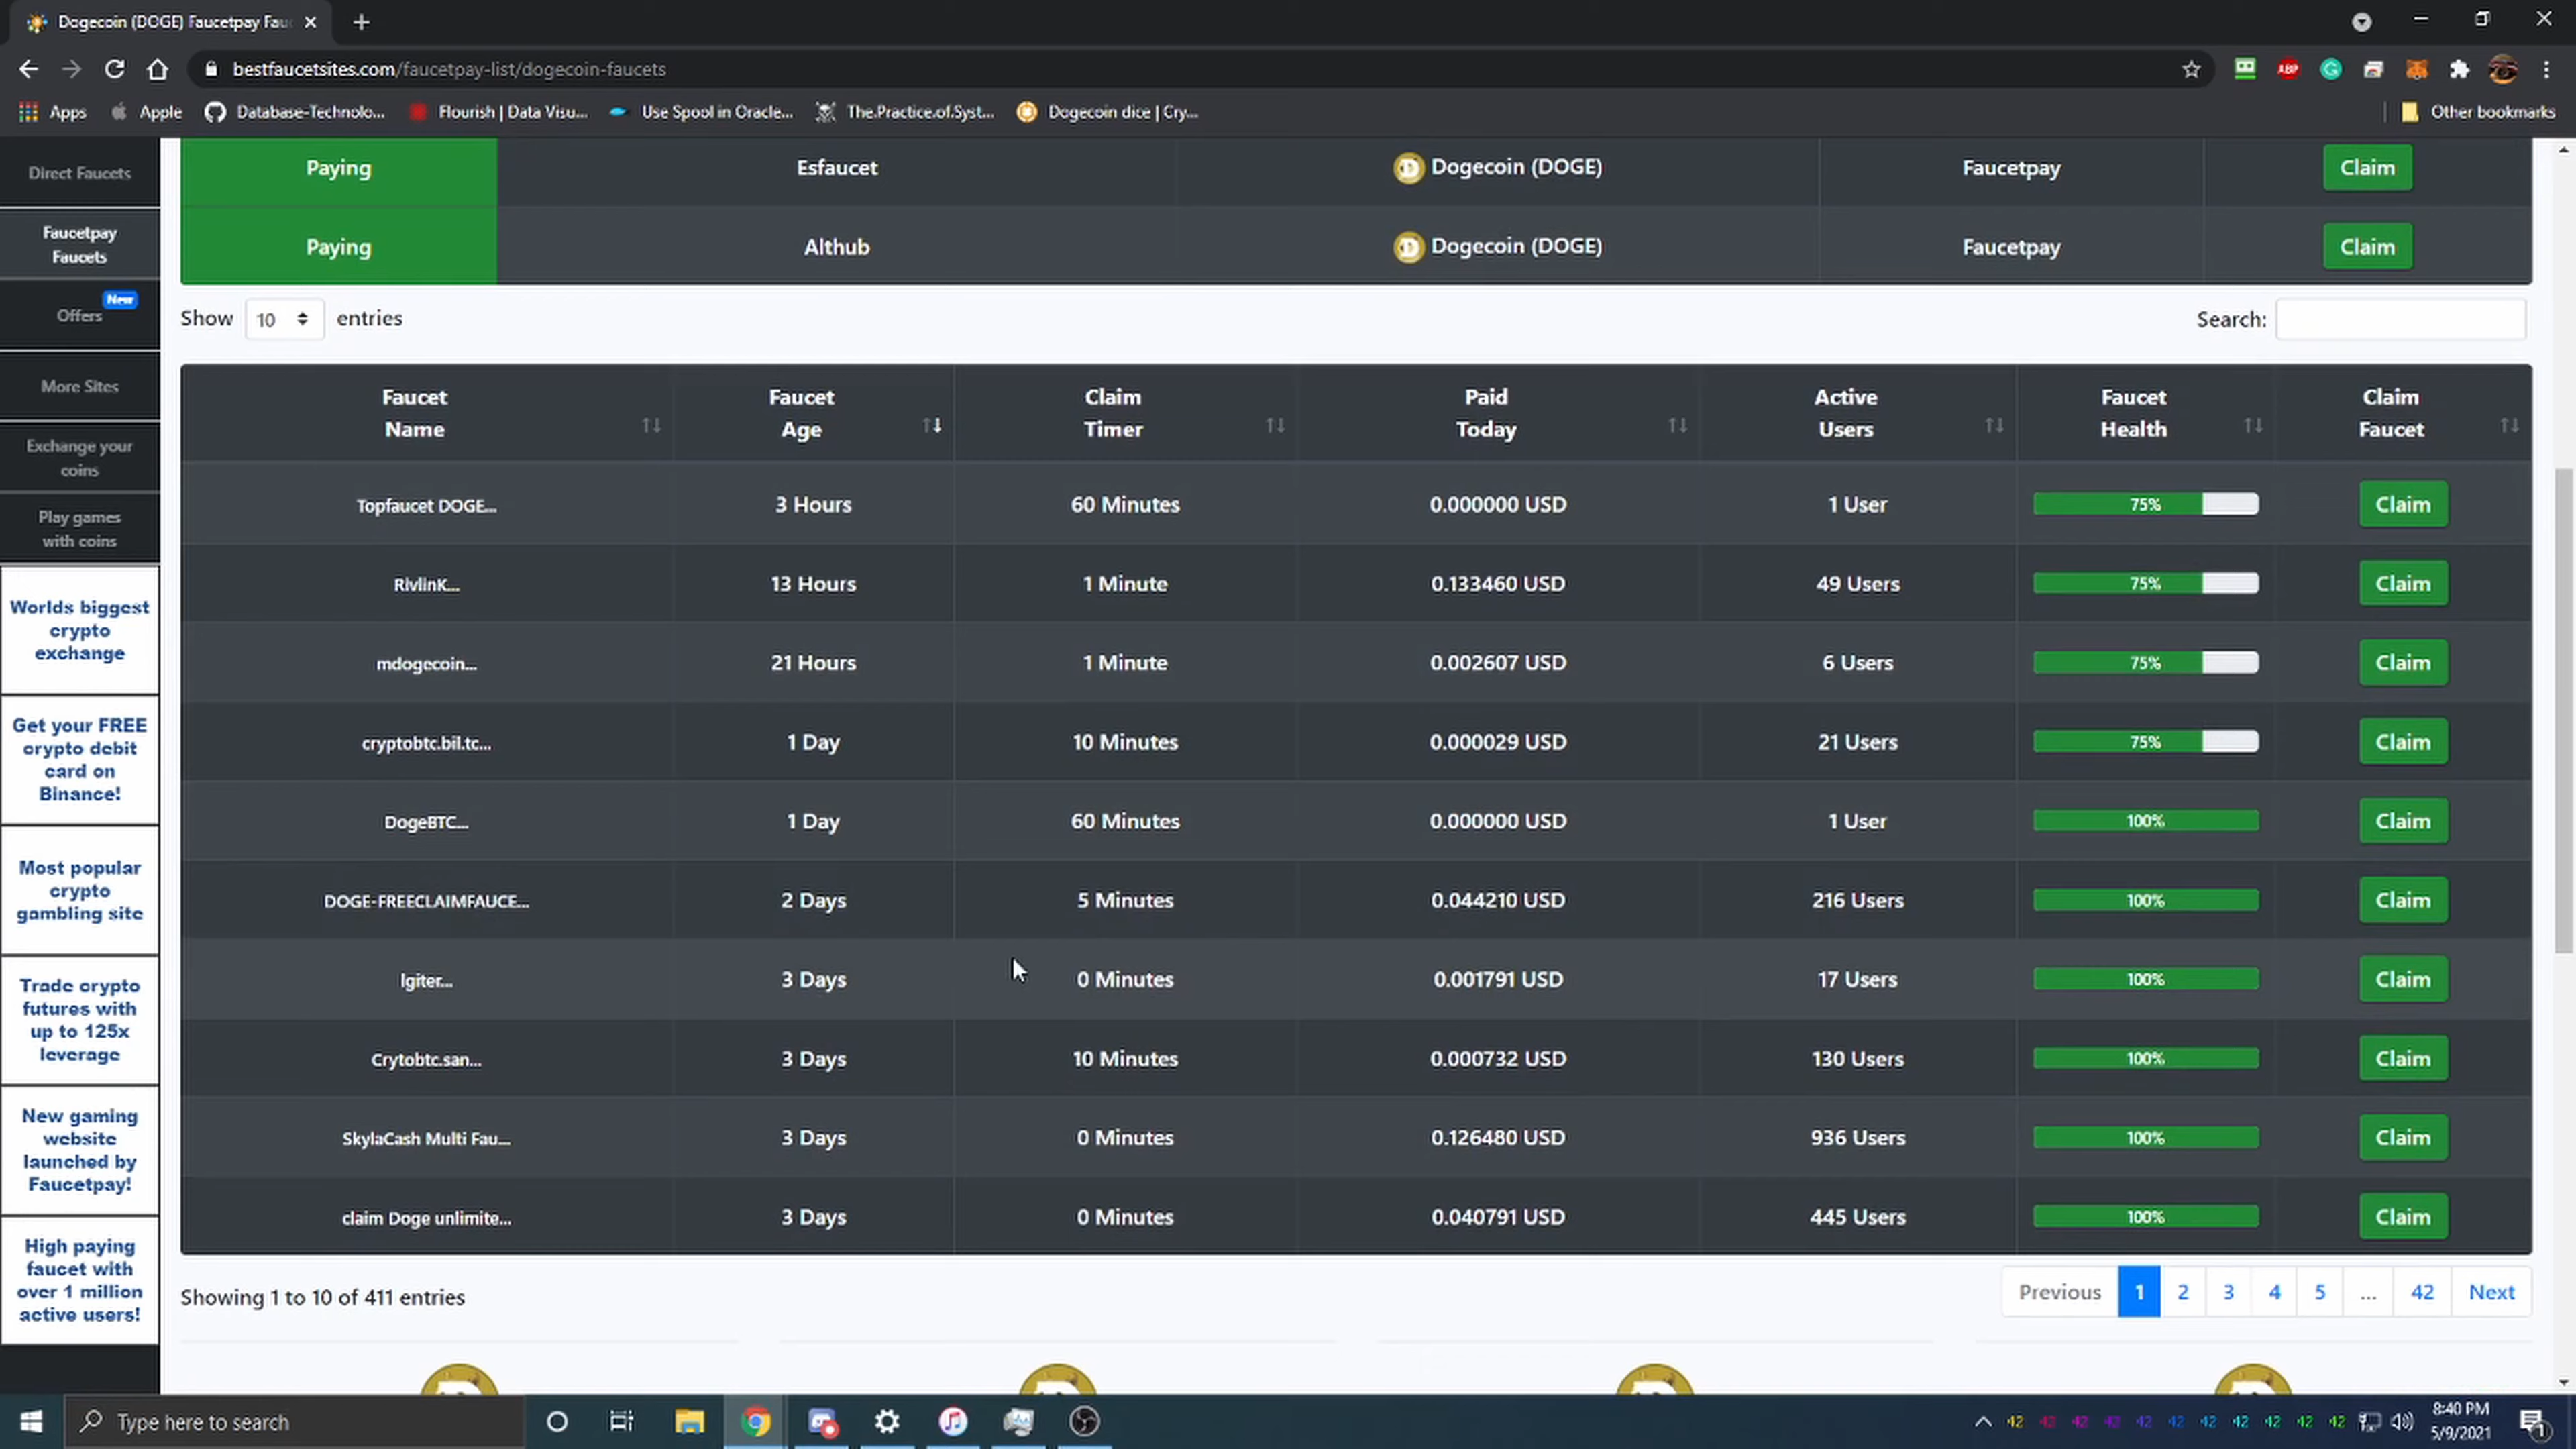 Dogecoin (DOGE) Faucetpay Fau
bestfaucetsites.com/faucetpay-list/dogecoin-faucets
ABP
Apps Apple Database-Technolo... Flourish | Data Visu... Use Spool in Oracle... The.Practice.of.Syst... Dogecoin dice | Cry... Other bookmarks
Direct Faucets
Faucetpay
Faucets
New
Offers
More Sites
Exchange your
coins
Play games
with coins
Worlds biggest
crypto
exchange
Get your FREE
crypto debit
card on
Binance!
Most popular
crypto
gambling site
Trade crypto
futures with
up to 125x
leverage
New gaming
website
launched by
Faucetpay!
High paying
faucet with
over 1 million
active users!
Paying Esfaucet Dogecoin (DOGE) Faucetpay Claim
Paying Althub Dogecoin (DOGE) Faucetpay Claim
Show 10 entries Search:
Faucet Name Faucet Age Claim Timer Paid Today Active Users Faucet Health Claim Faucet
Topfaucet DOGE... 3 Hours 60 Minutes 0.000000 USD 1 User 75% Claim
RivlinK... 13 Hours 1 Minute 0.133460 USD 49 Users 75% Claim
mdogecoin... 21 Hours 1 Minute 0.002607 USD 6 Users 75% Claim
cryptobtc.bil.tc... 1 Day 10 Minutes 0.000029 USD 21 Users 75% Claim
DogeBTC... 1 Day 60 Minutes 0.000000 USD 1 User 100% Claim
DOGE-FREECLAIMFAUCE... 2 Days 5 Minutes 0.044210 USD 216 Users 100% Claim
Igiter... 3 Days 0 Minutes 0.001791 USD 17 Users 100% Claim
Crytobtc.san... 3 Days 10 Minutes 0.000732 USD 130 Users 100% Claim
SkylaCash Multi Fau... 3 Days 0 Minutes 0.126480 USD 936 Users 100% Claim
claim Doge unlimite... 3 Days 0 Minutes 0.040791 USD 445 Users 100% Claim
Showing 1 to 10 of 411 entries Previous 1 2 3 4 5 ... 42 Next
Type here to search
42 42 42 42 42 42 42 42 42 42 42
8:40 PM
5/9/2021
1